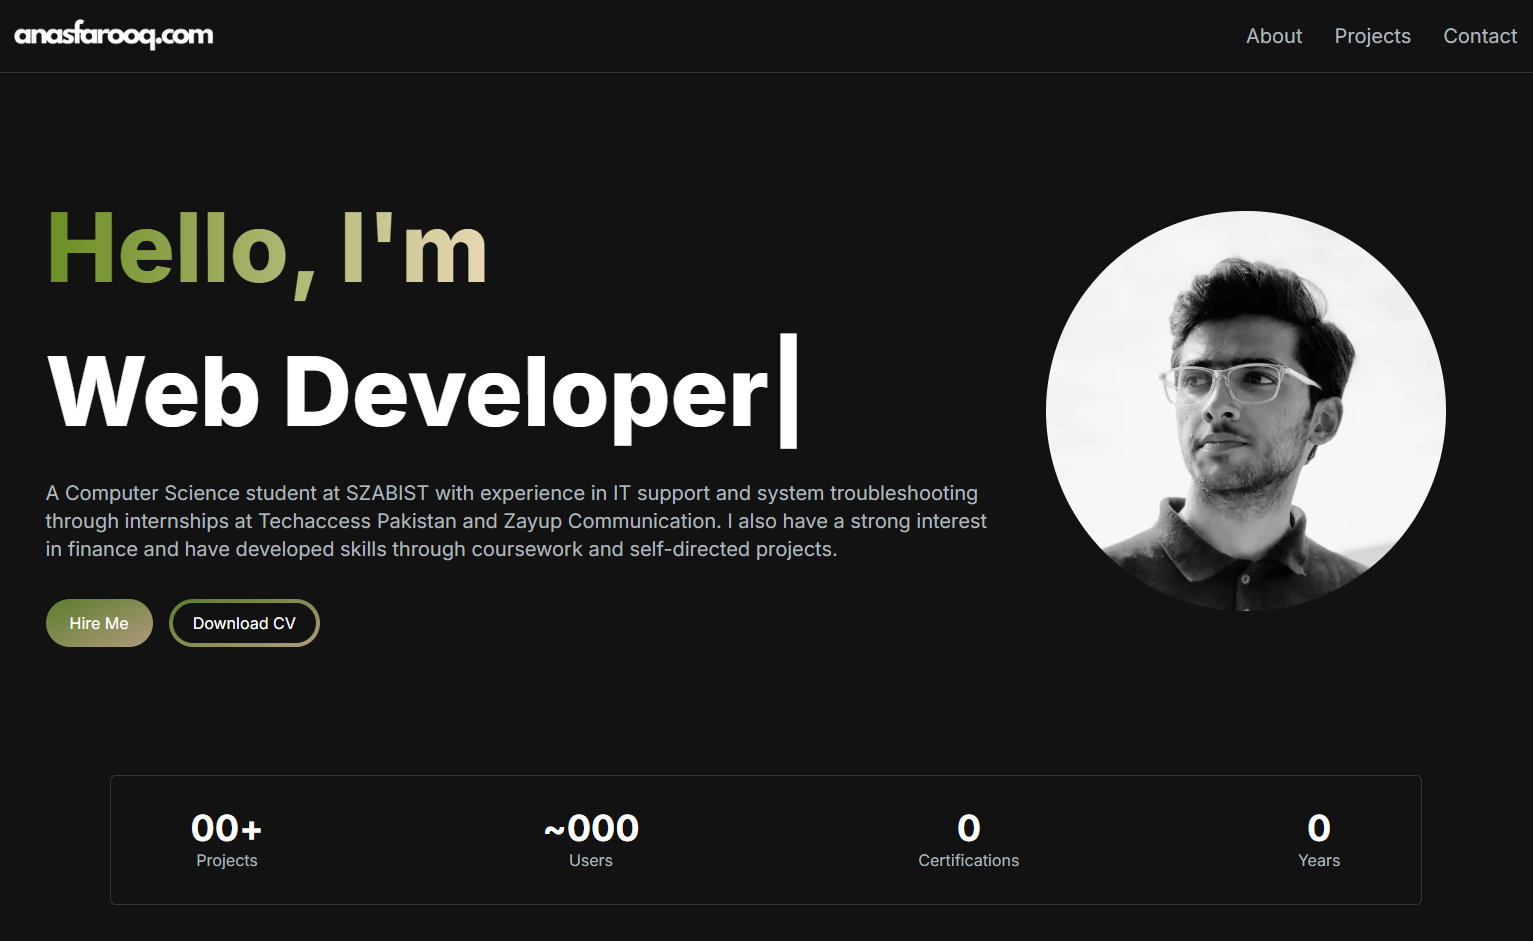 anasfarooq.com
About Projects Contact
Hello, I'm
Web Developer
A Computer Science student at SZABIST with experience in IT support and system troubleshooting
through internships at Techaccess Pakistan and Zayup Communication. I also have a strong interest
in finance and have developed skills through coursework and self-directed projects.
Hire Me Download CV
00+ ~000 0 0
Projects Users Certifications Years